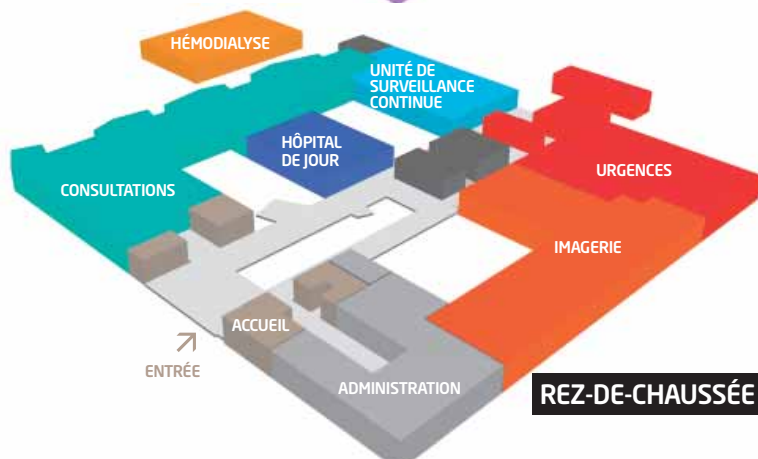 HÉMODIALYSE
UNITÉ DE
SURVEILLANCE
CONTINUE
HÔPITAL
DE JOUR
CONSULTATIONS
URGENCES
IMAGERIE
ACCUEIL
ENTRÉE
ADMINISTRATION
REZ-DE-CHAUSSÉE